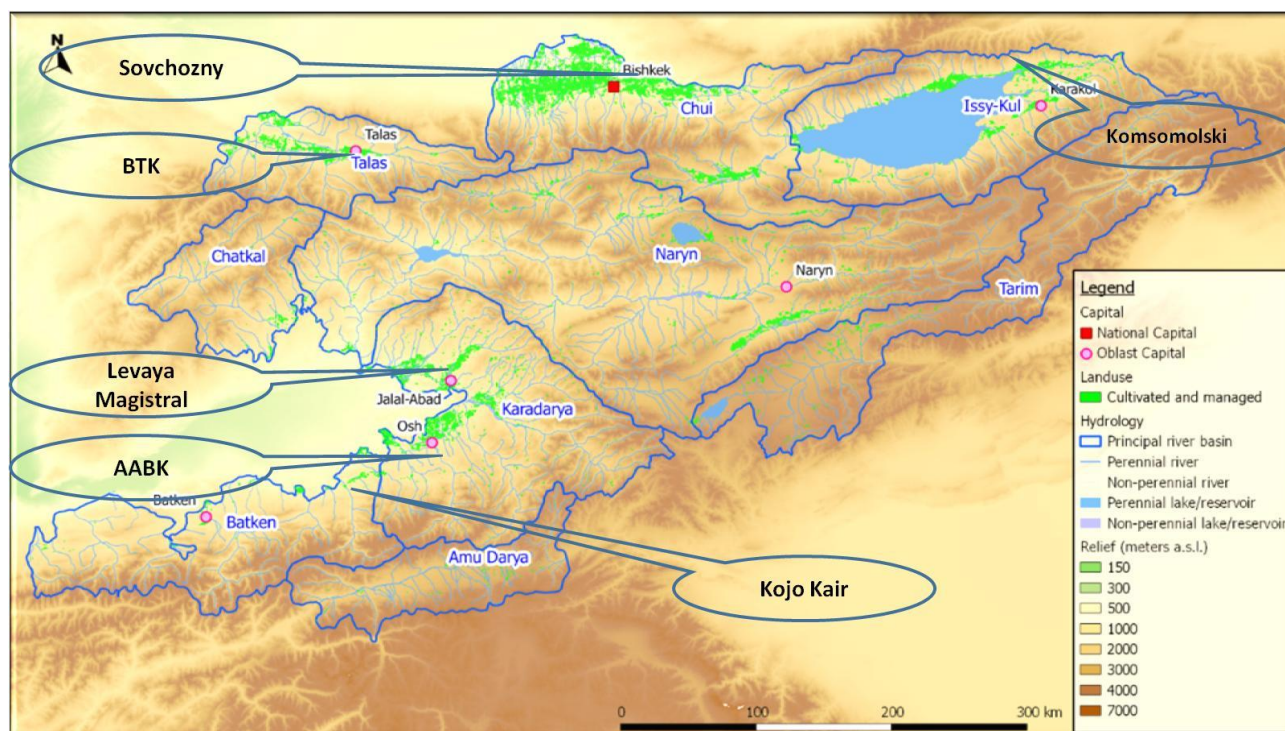 N
Sovchozny
Bishkek
Chui
Issy-Kul
Karakol
Komsomolski
Talas
BTK
Talas
Chatkal
Naryn
Naryn
Tarim
Levaya
Magistral
Jalal-Abad
Karadarya
Osh
AABK
Batken
Batken
Amu Darya
Kojo Kair
Legend
Capital
National Capital
Oblast Capital
Landuse
Cultivated and managed
Hydrology
Principal river basin
Perennial river
Non-perennial river
Perennial lake/reservoir
Non-perennial lake/reservoir
Relief (meters a.s.l.)
150
300
500
1000
2000
3000
4000
7000
0 100 200 300 km